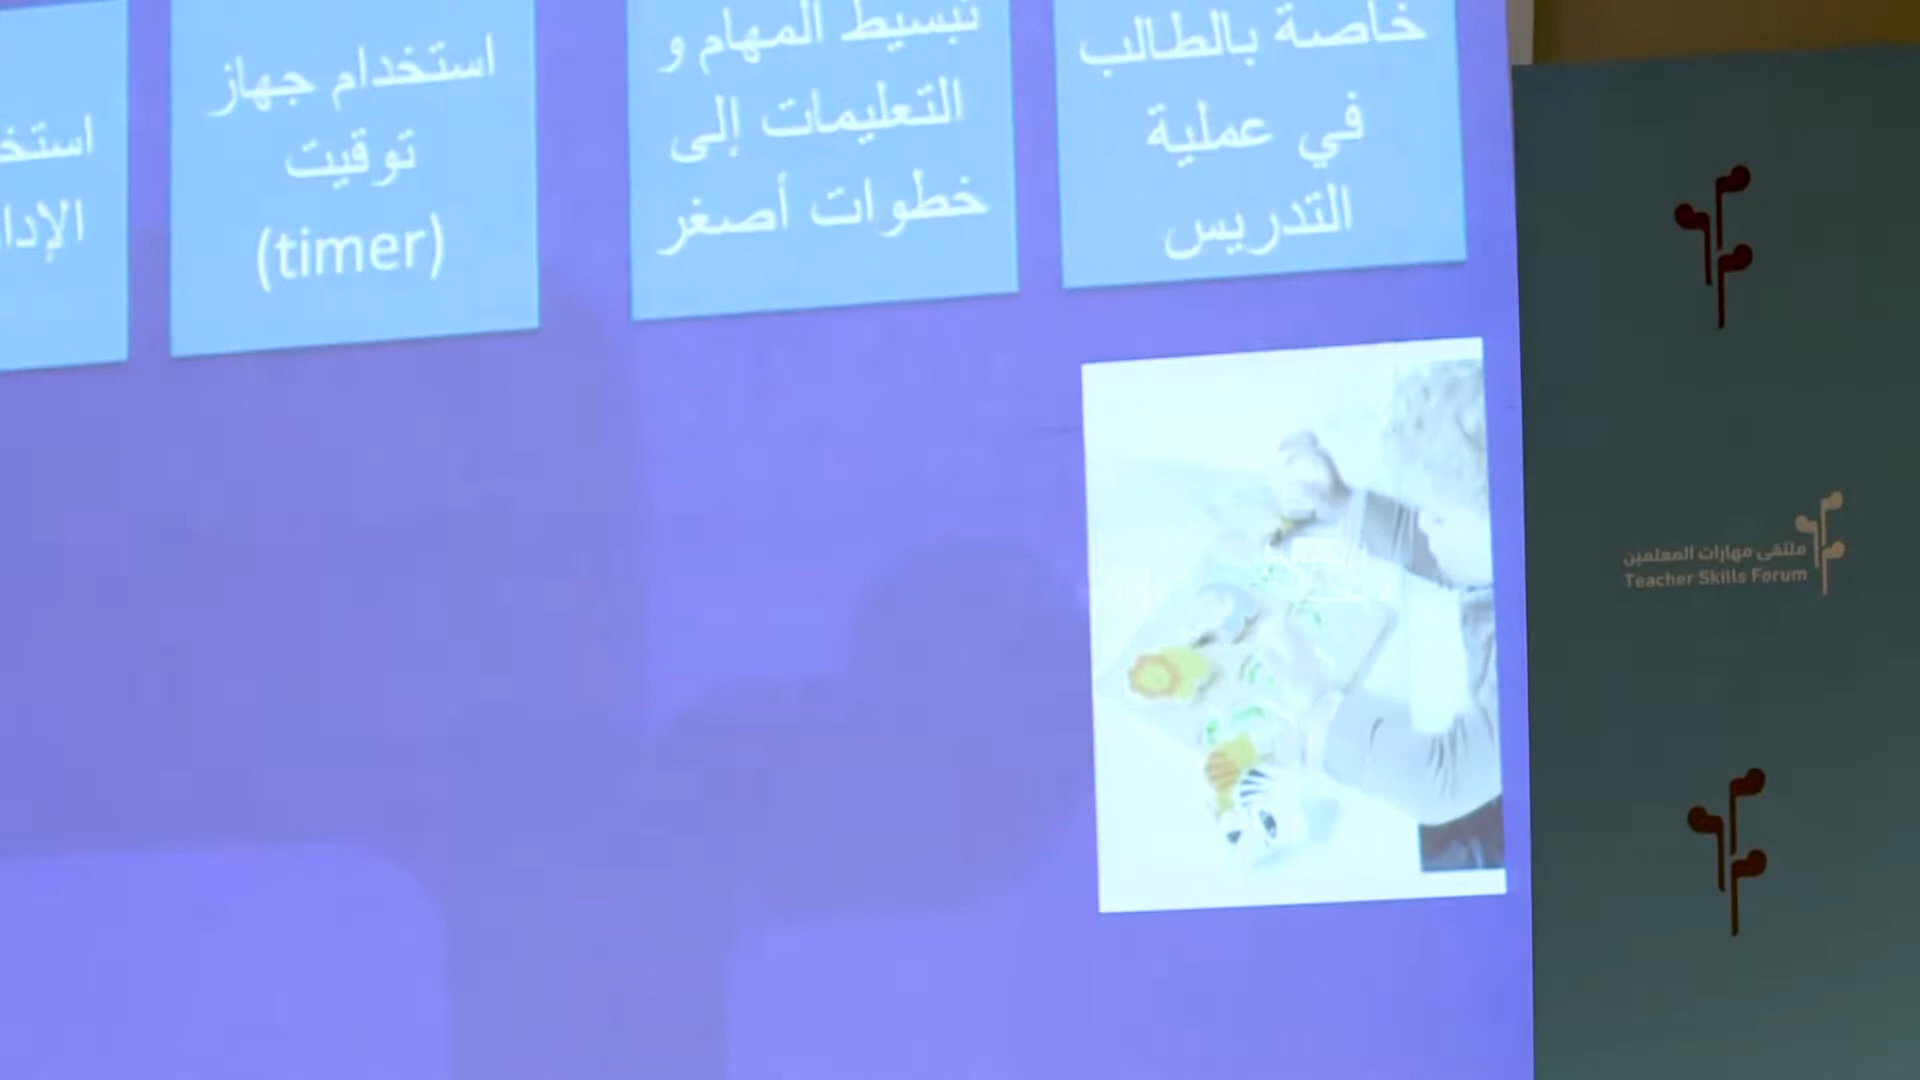 خاصة بالطالب
في عملية
التدريس
تبسيط المهام و
التعليمات إلى
خطوات أصغر
استخدام جهاز
توقيت
(timer)
ملتقى مهارات المعلمين
Teacher Skills Forum